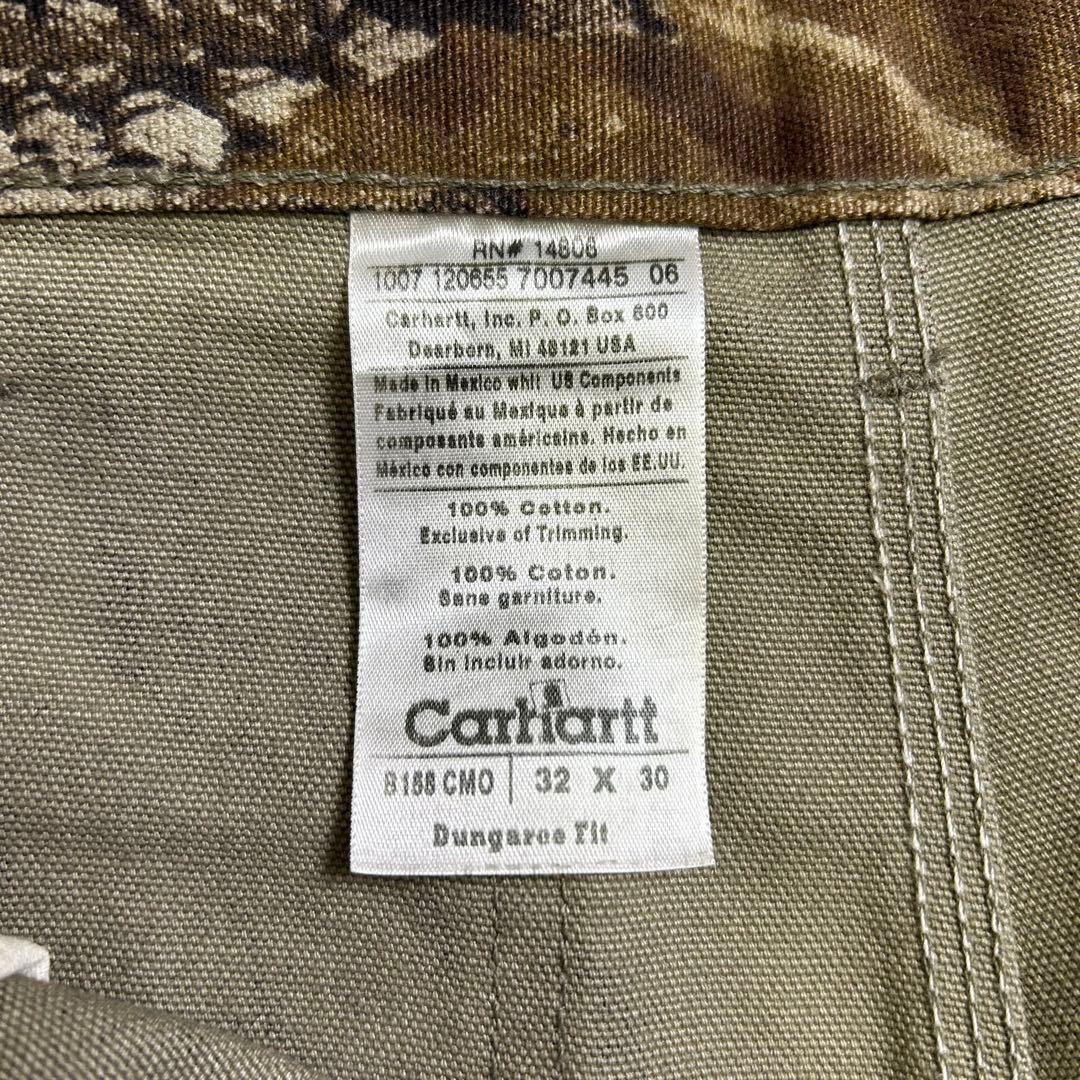 RN# 14806
1007 120655 7007445 06
Carhartt, Inc. P. O. Box 600
Dearborn, MI 48121 USA
Made in Mexico whit US Components
Fabriqué au Mexique à partir de
composants américains. Hecho en
México con componentes de los EE.UU.
100% Cotton.
Exclusive of Trimming.
100% Coton.
Sans garniture.
100% Algodón.
Sin incluir adorno.
Carhartt
B158 CMO 32 X 30
Dungaree Fit